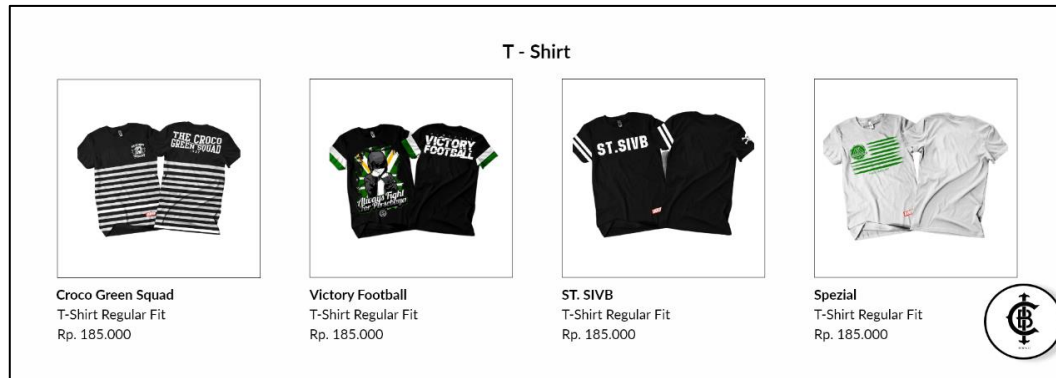 T - Shirt
THE CROCO
GREEN SQUAD
VICTORY
FOOTBALL
Always Fight
For Persebaya
ST.SIVB
Croco Green Squad
T-Shirt Regular Fit
Rp. 185.000
Victory Football
T-Shirt Regular Fit
Rp. 185.000
ST. SIVB
T-Shirt Regular Fit
Rp. 185.000
Spezial
T-Shirt Regular Fit
Rp. 185.000